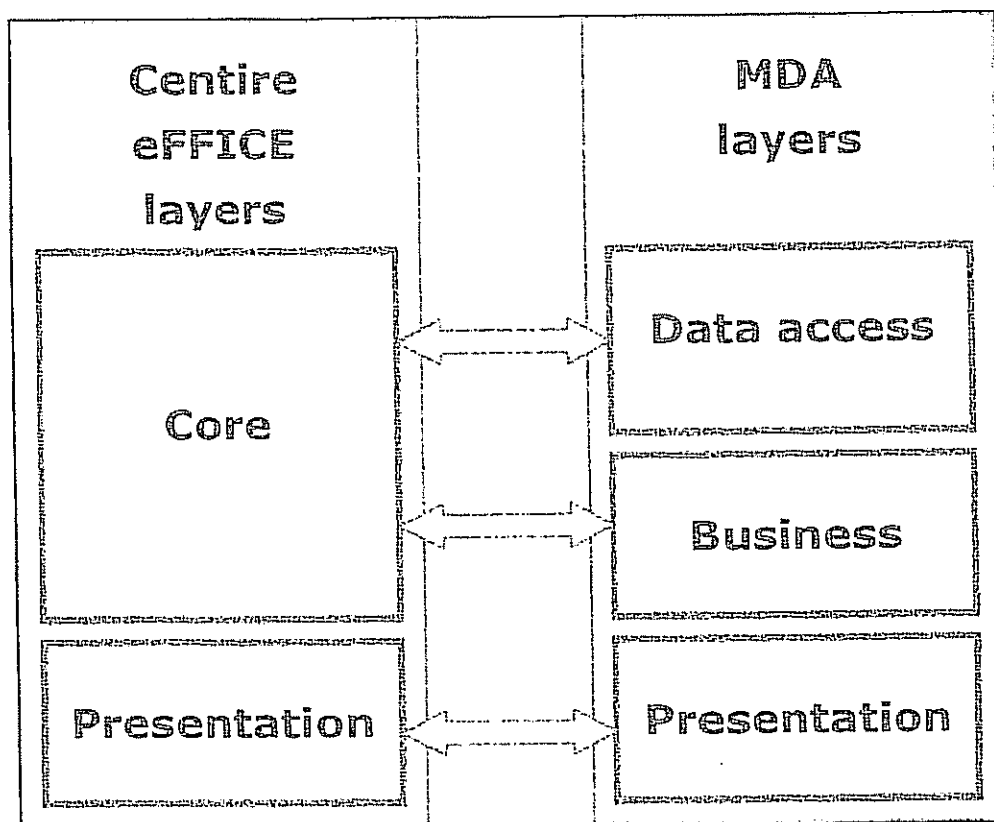 Centire
eFFICE
layers
MDA
layers
Core
Data access
Business
Presentation
Presentation